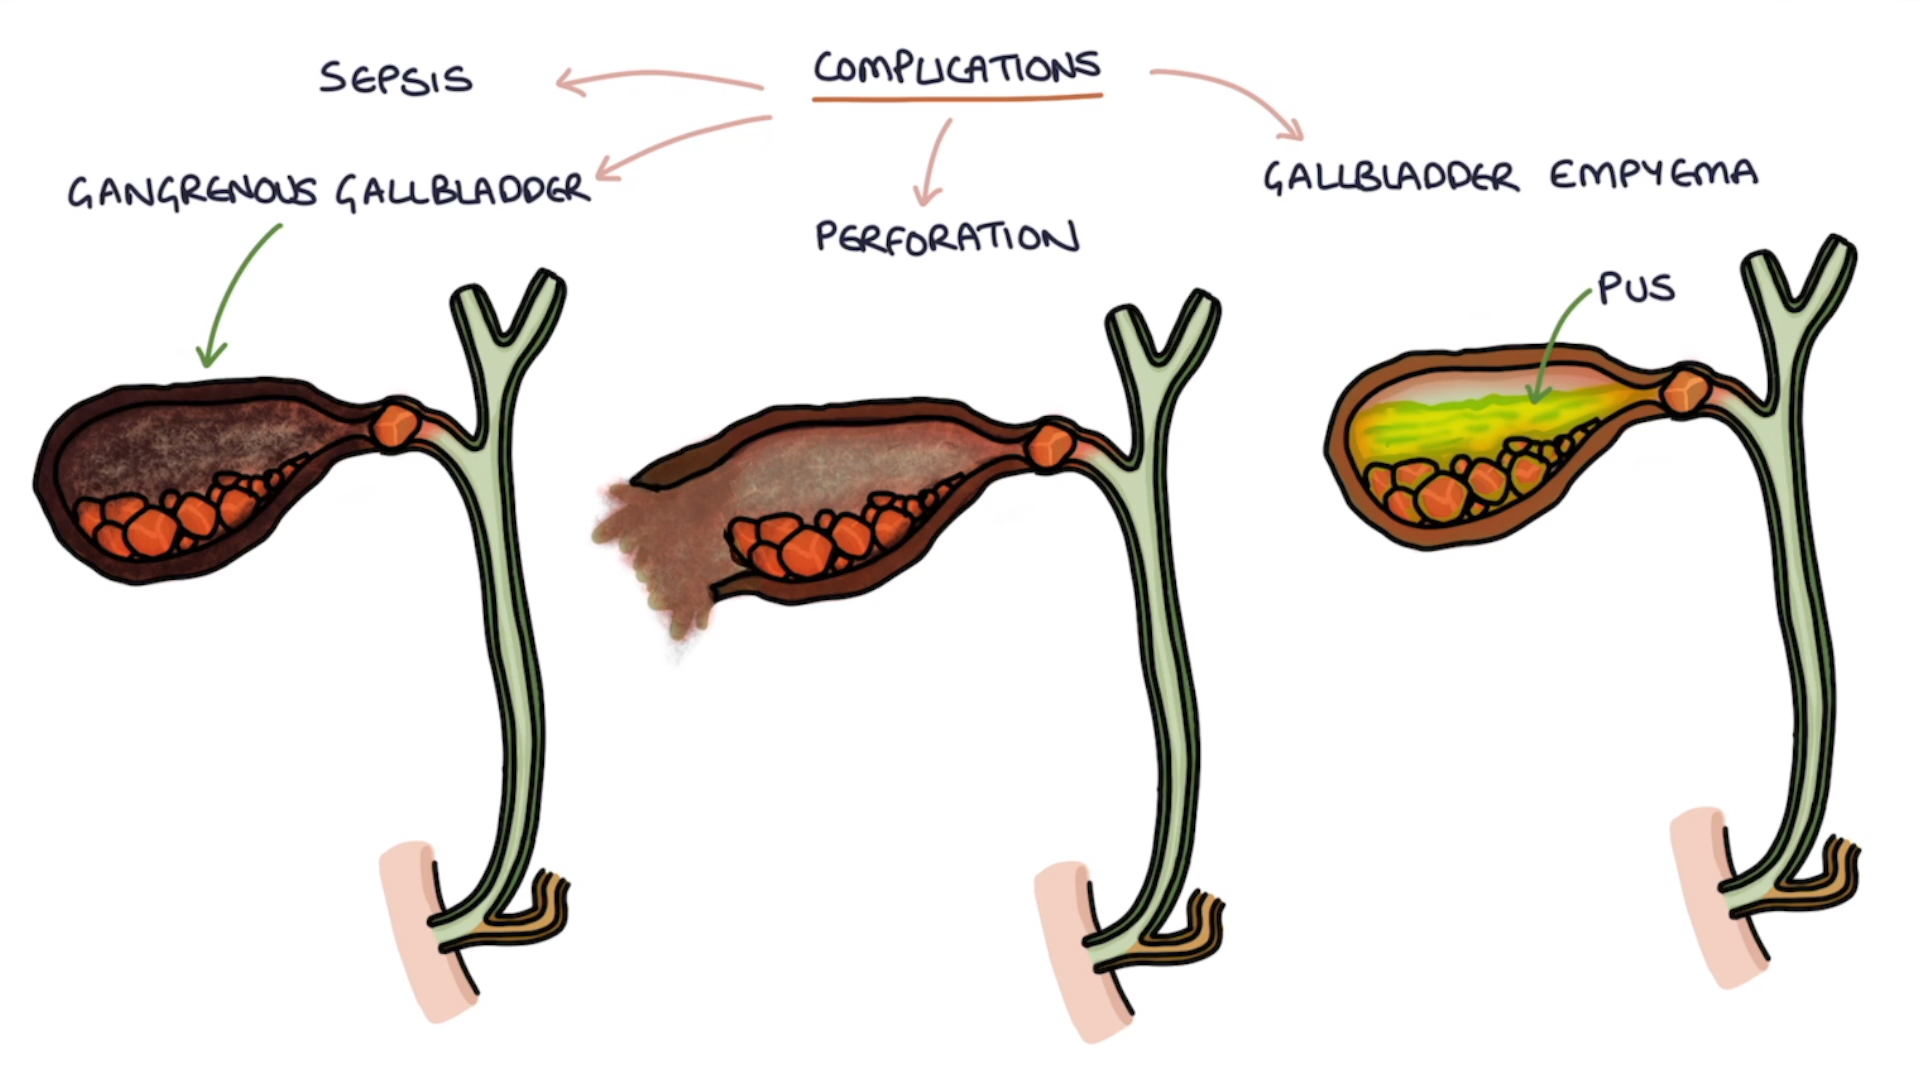 COMPLICATIONS
SEPSIS
GANGRENOUS GALLBLADDER
PERFORATION
GALLBLADDER EMPYEMA
PUS